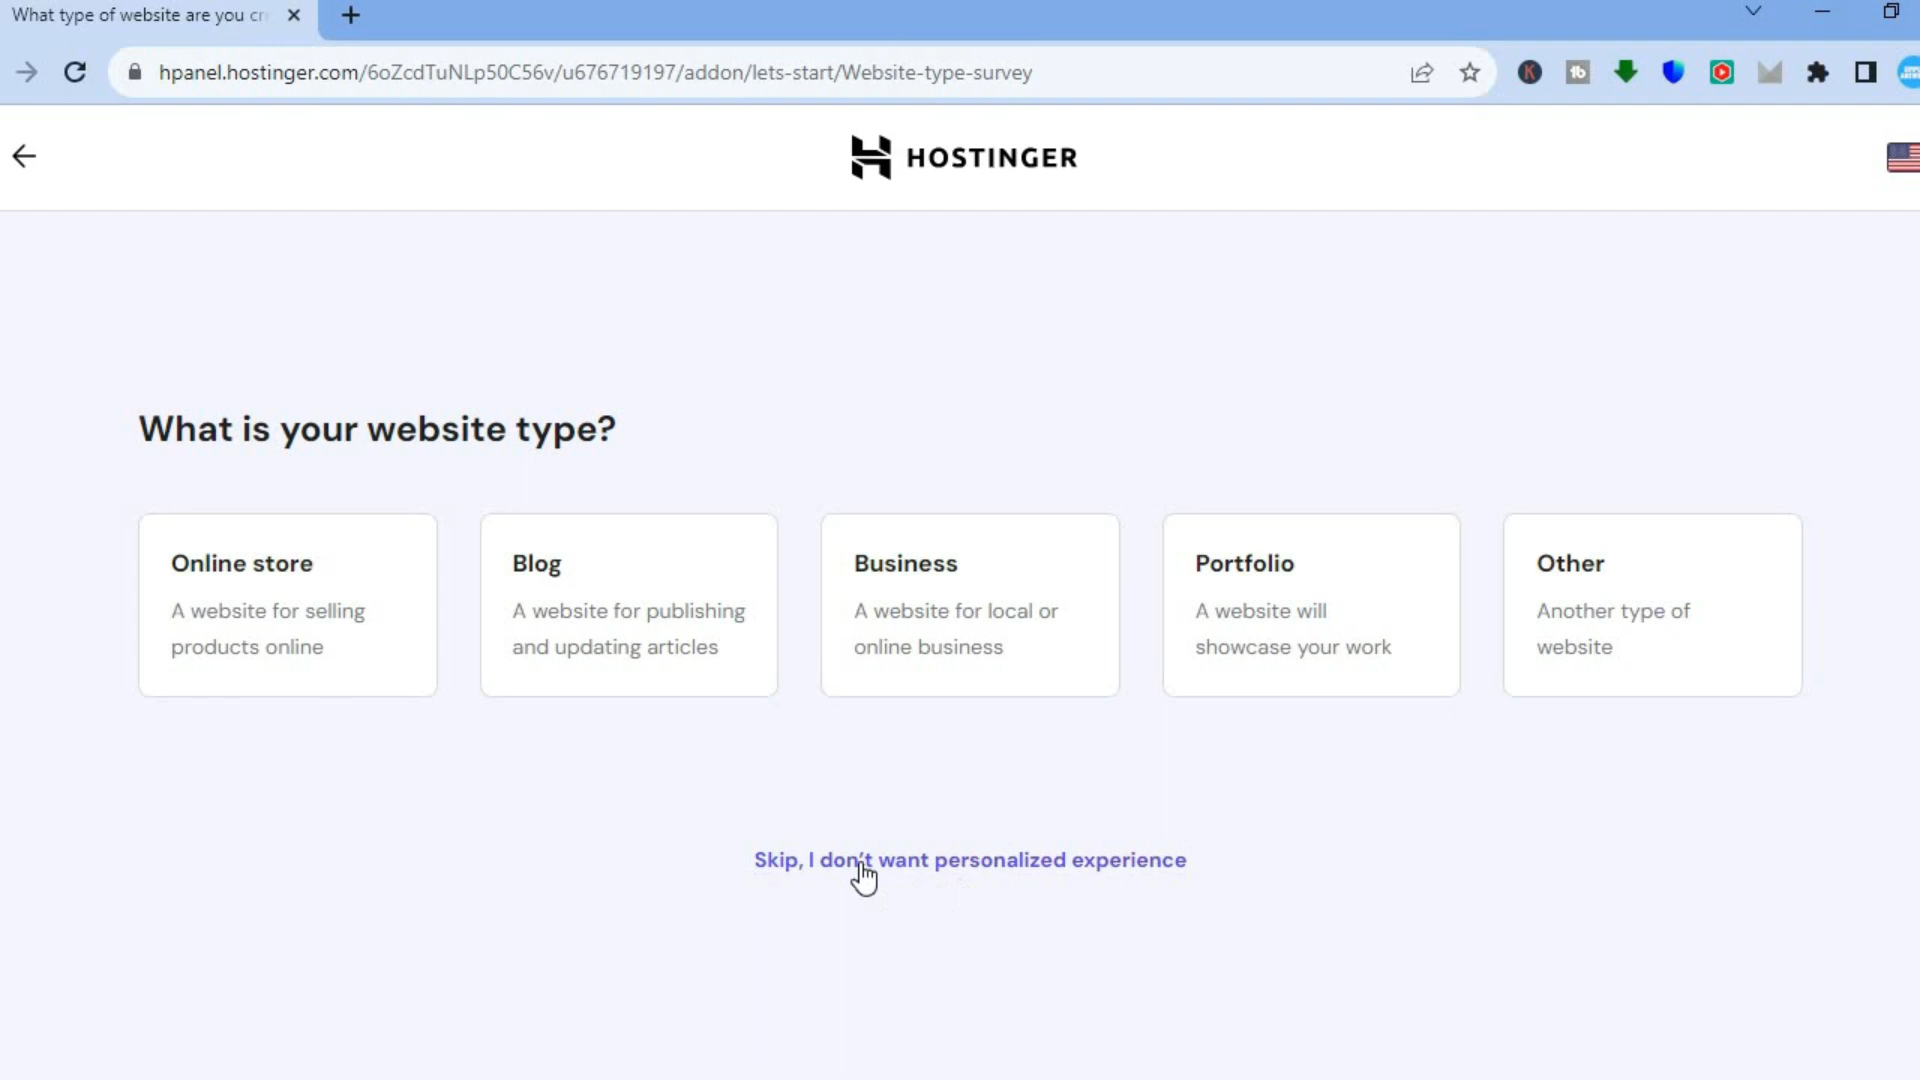 What type of website are you cr
hpanel.hostinger.com/6oZcdTuNLp50C56v/u676719197/addon/lets-start/Website-type-survey
HOSTINGER
What is your website type?
Online store
A website for selling
products online
Blog
A website for publishing
and updating articles
Business
A website for local or
online business
Portfolio
A website will
showcase your work
Other
Another type of
website
Skip, I don't want personalized experience